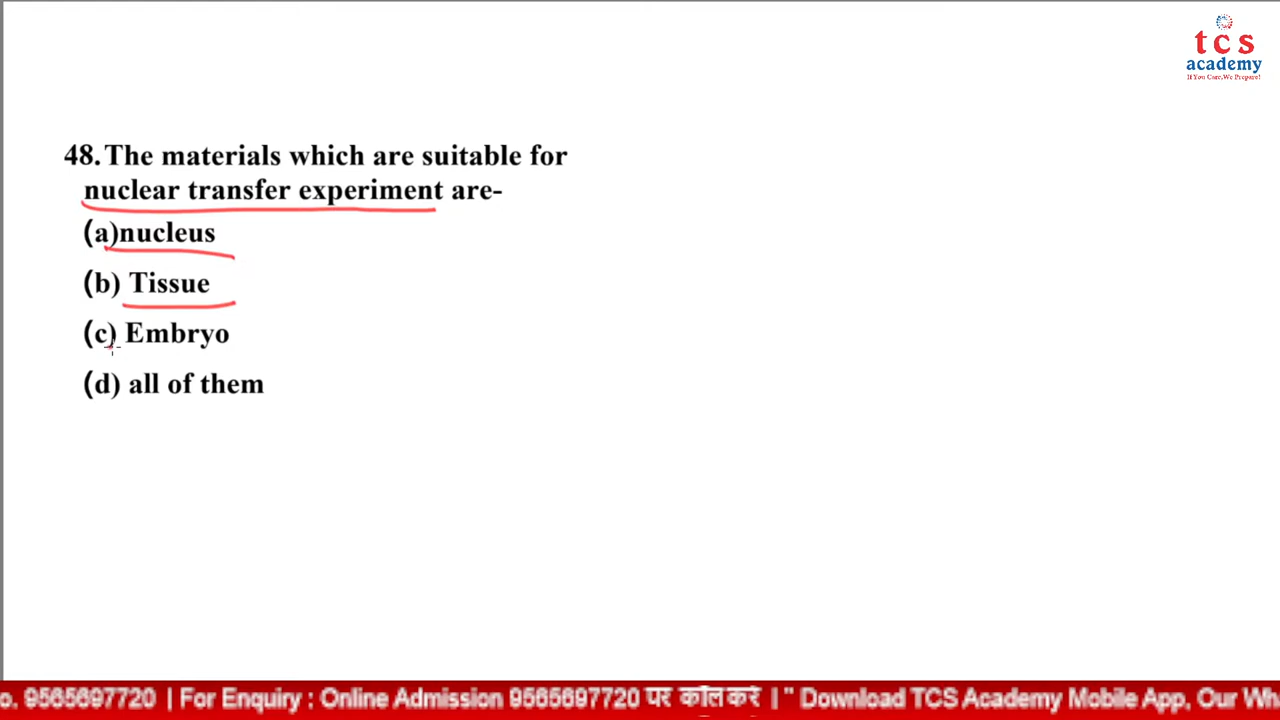 tcs
academy
If You Care,We Prepare!
48.The materials which are suitable for
nuclear transfer experiment are-
(a)nucleus
(b) Tissue
(c) Embryo
(d) all of them
o. 9565697720 | For Enquiry : Online Admission 9565697720 पर कॉल करे | " Download TCS Academy Mobile App, Our Wh